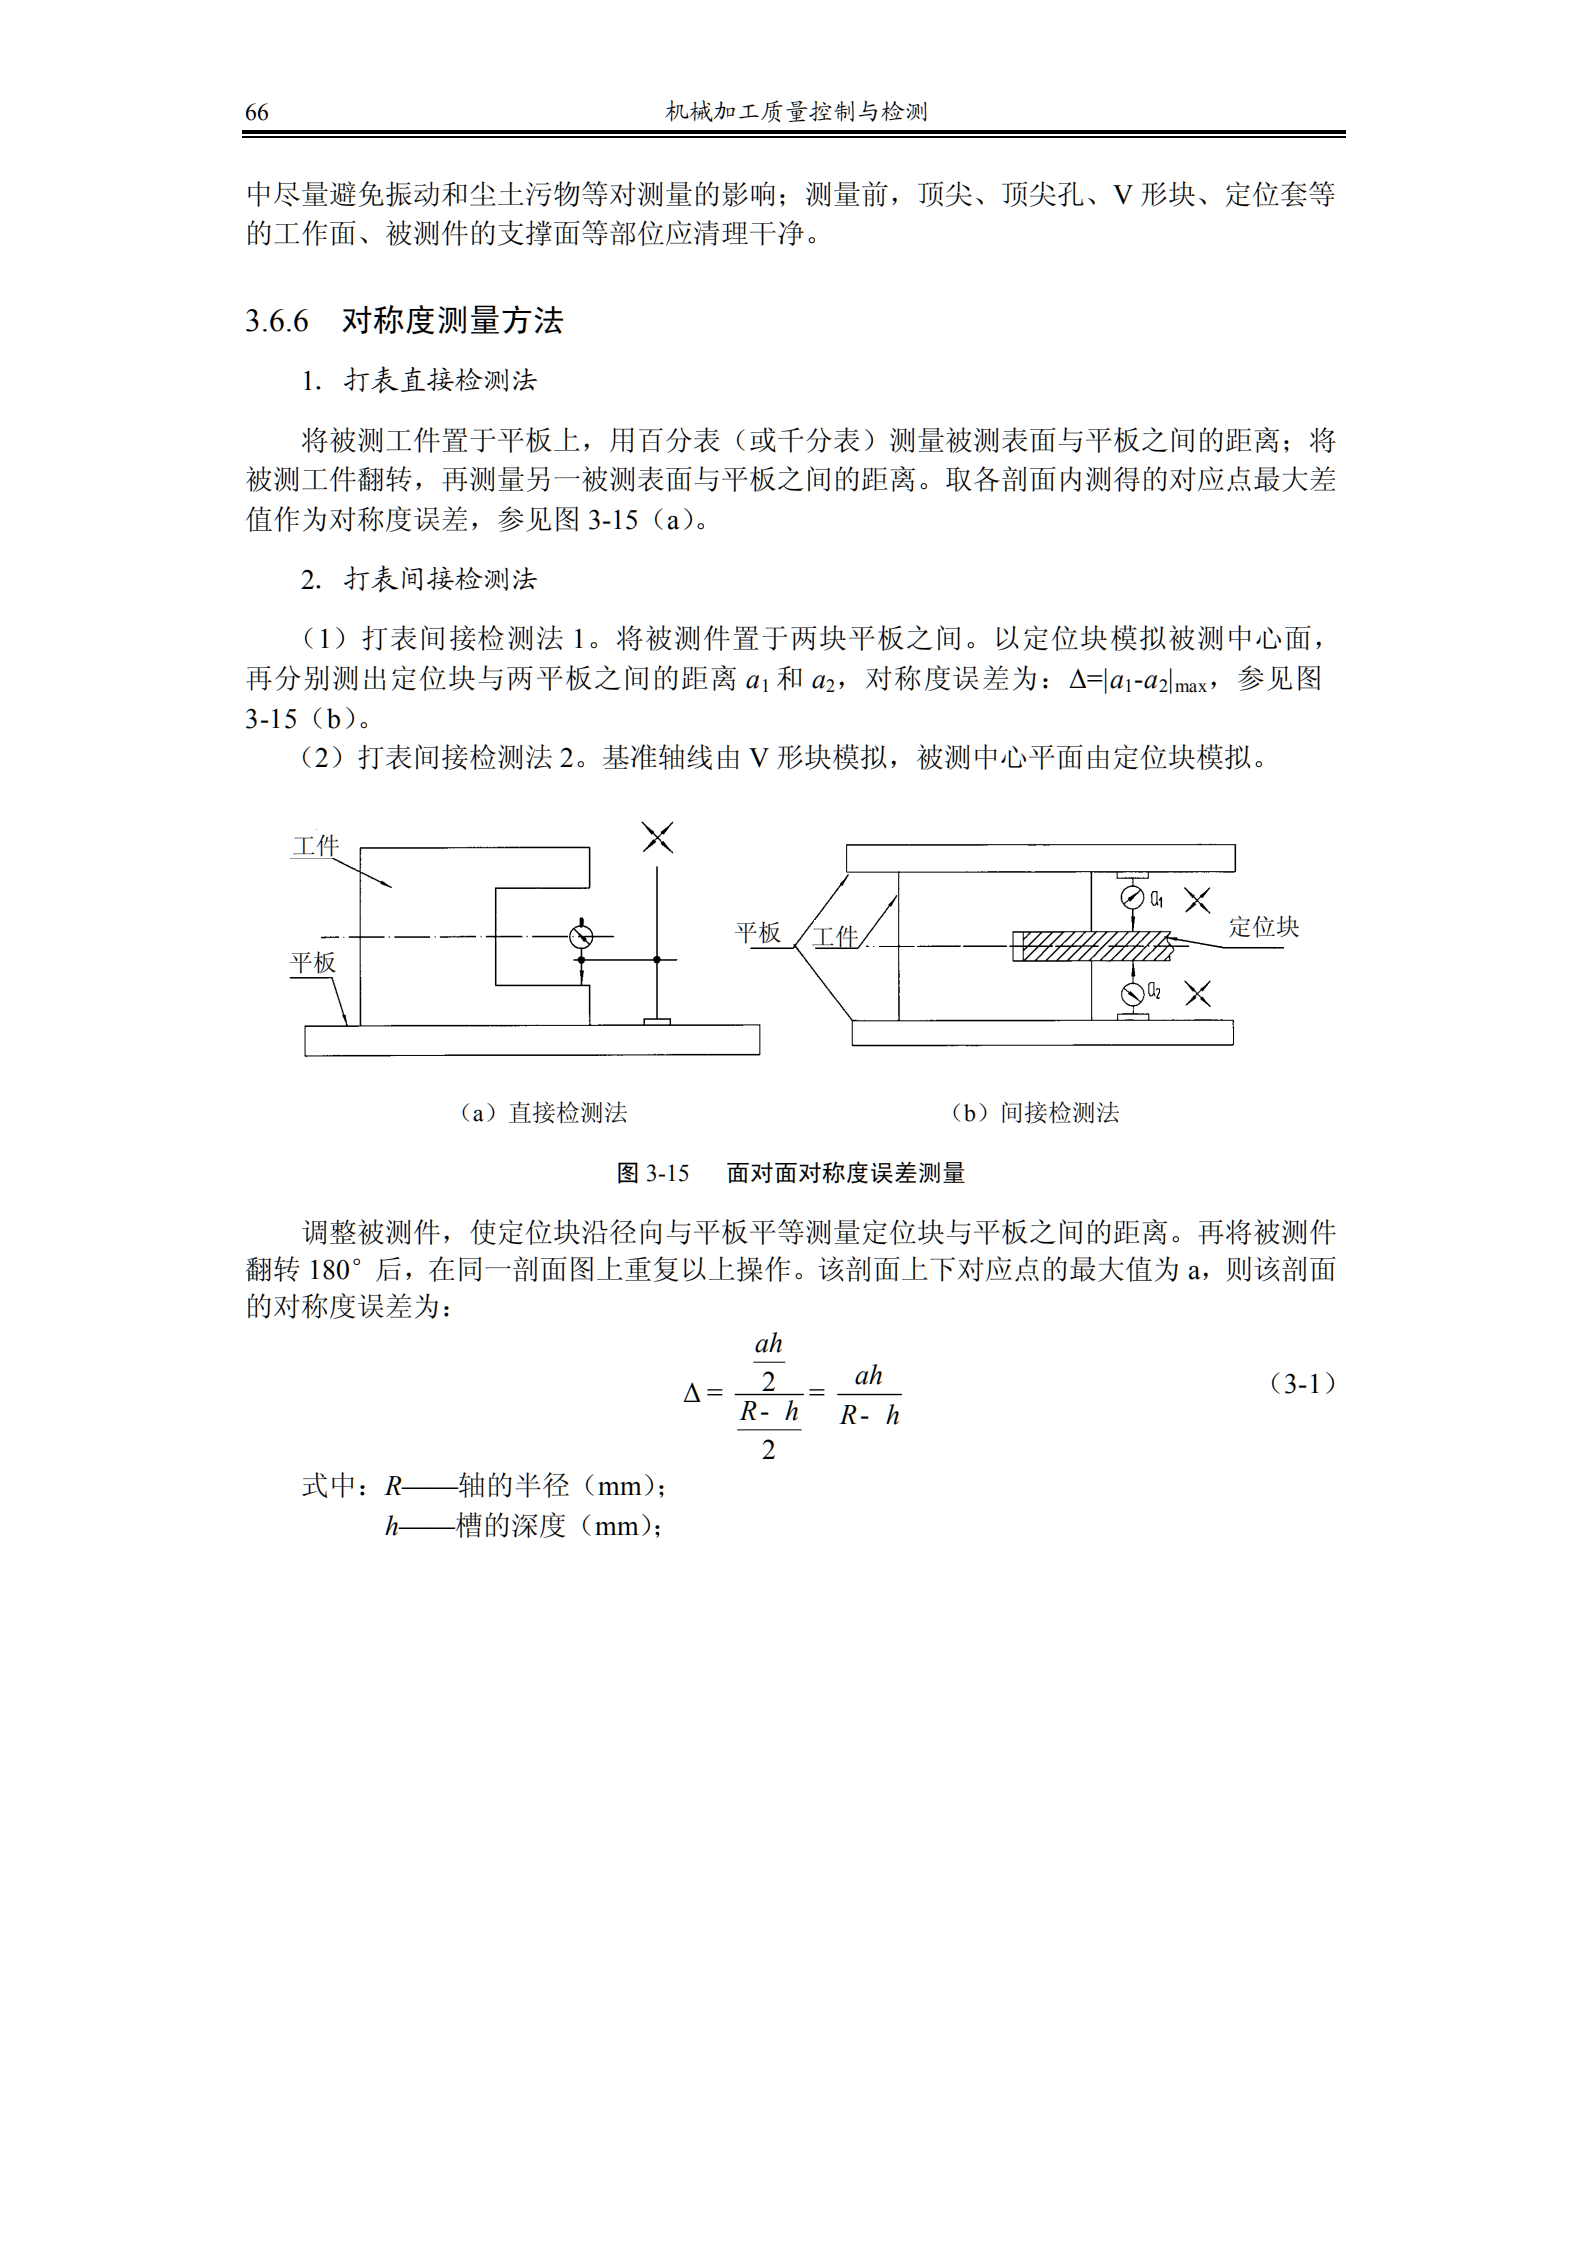 66 机械加工质量控制与检测
中尽量避免振动和尘土污物等对测量的影响；测量前，顶尖、顶尖孔、V 形块、定位套等
的工作面、被测件的支撑面等部位应清理干净。
3.6.6 对称度测量方法
1．打表直接检测法
将被测工件置于平板上，用百分表（或千分表）测量被测表面与平板之间的距离；将
被测工件翻转，再测量另一被测表面与平板之间的距离。取各剖面内测得的对应点最大差
值作为对称度误差，参见图 3-15（a）。
2．打表间接检测法
（1）打表间接检测法 1。将被测件置于两块平板之间。以定位块模拟被测中心面，
再分别测出定位块与两平板之间的距离 a1 和 a2，对称度误差为：Δ=|a1-a2|max，参见图
3-15（b）。
（2）打表间接检测法 2。基准轴线由 V 形块模拟，被测中心平面由定位块模拟。
工件
平板
平板
工件
a1
定位块
a2
（a）直接检测法
（b）间接检测法
图 3-15 面对面对称度误差测量
调整被测件，使定位块沿径向与平板平等测量定位块与平板之间的距离。再将被测件
翻转 180°后，在同一剖面图上重复以上操作。该剖面上下对应点的最大值为 a，则该剖面
的对称度误差为：
Δ = (ah/2)/((R- h)/2) = ah/(R- h) （3-1）
式中：R——轴的半径（mm）；
h——槽的深度（mm）；